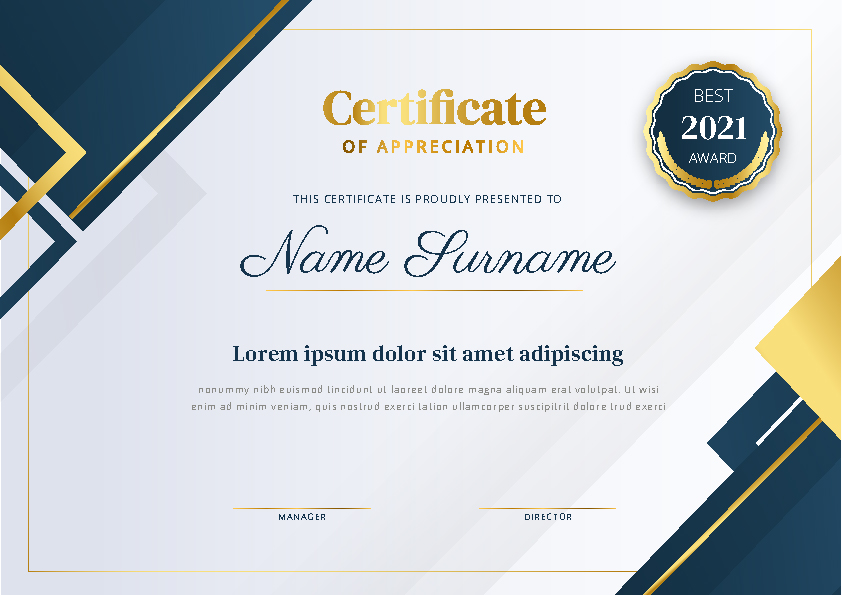 Certificate
OF APPRECIATION
BEST
2021
AWARD
THIS CERTIFICATE IS PROUDLY PRESENTED TO
Name Surname
Lorem ipsum dolor sit amet adipiscing
nonummy nibh euismod tincidunt ut laoreet dolore magna aliquam erat volutpat. Ut wisi
enim ad minim veniam, quis nostrud exerci tation ullamcorper suscipitrit dolore trud exerci
MANAGER
DIRECTOR